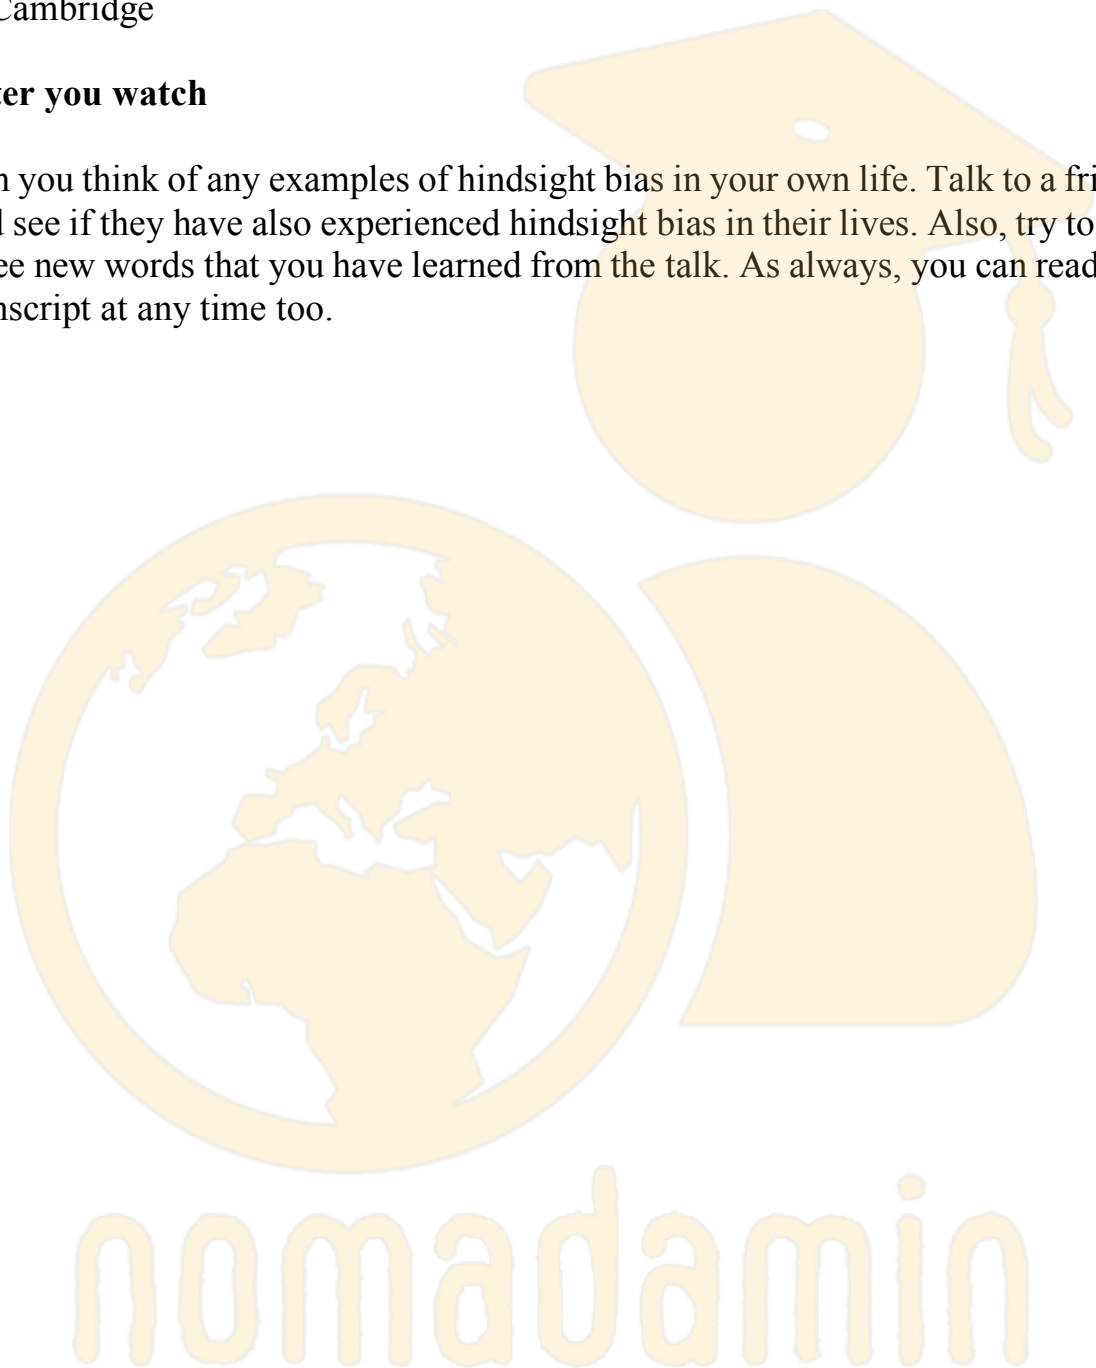 Cambridge
ter you watch
n you think of any examples of hindsight bias in your own life. Talk to a fri
d see if they have also experienced hindsight bias in their lives. Also, try to
ee new words that you have learned from the talk. As always, you can read
nscript at any time too.
nomadamin